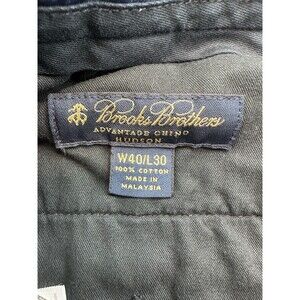 Brooks Brothers
ADVANTAGE CHINO
HUDSON
W40/L30
100% COTTON
MADE IN
MALAYSIA